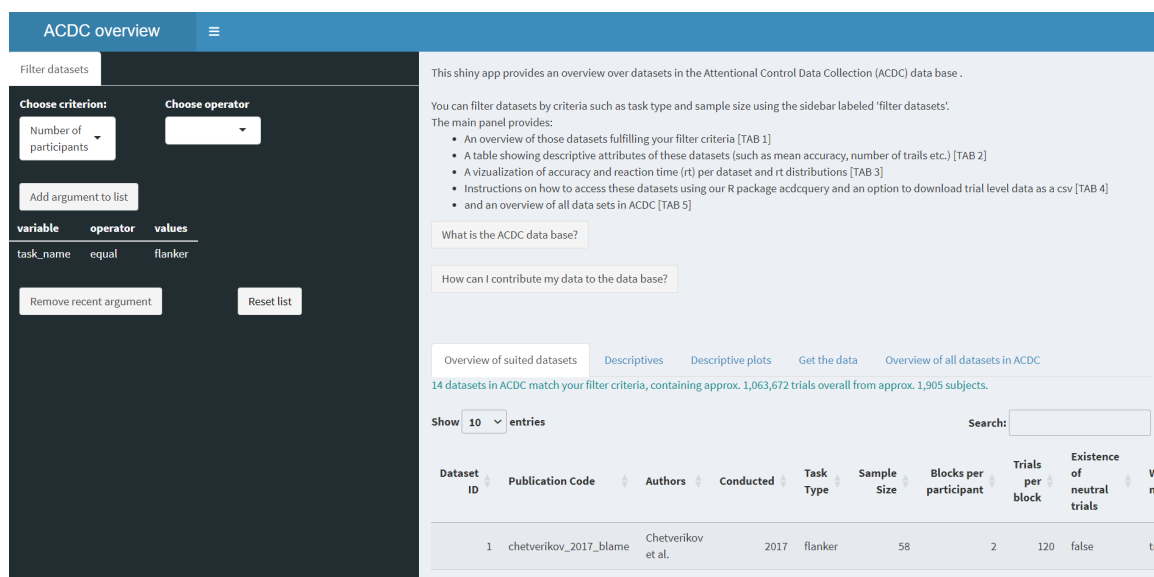 ACDC overview
Filter datasets
Choose criterion:
Choose operator
Number of
participants
Add argument to list
variable operator values
task_name equal flanker
Remove recent argument
Reset list
This shiny app provides an overview over datasets in the Attentional Control Data Collection (ACDC) data base .
You can filter datasets by criteria such as task type and sample size using the sidebar labeled 'filter datasets'.
The main panel provides:
• An overview of those datasets fulfilling your filter criteria [TAB 1]
• A table showing descriptive attributes of these datasets (such as mean accuracy, number of trails etc.) [TAB 2]
• A vizualization of accuracy and reaction time (rt) per dataset and rt distributions [TAB 3]
• Instructions on how to access these datasets using our R package acdcquery and an option to download trial level data as a csv [TAB 4]
• and an overview of all data sets in ACDC [TAB 5]
What is the ACDC data base?
How can I contribute my data to the data base?
Overview of suited datasets Descriptives Descriptive plots Get the data Overview of all datasets in ACDC
14 datasets in ACDC match your filter criteria, containing approx. 1,063,672 trials overall from approx. 1,905 subjects.
Show 10 entries
Search:
Dataset ID
Publication Code
Authors
Conducted
Task Type
Sample Size
Blocks per participant
Trials per block
Existence of neutral trials
1 chetverikov_2017_blame Chetverikov et al. 2017 flanker 58 2 120 false